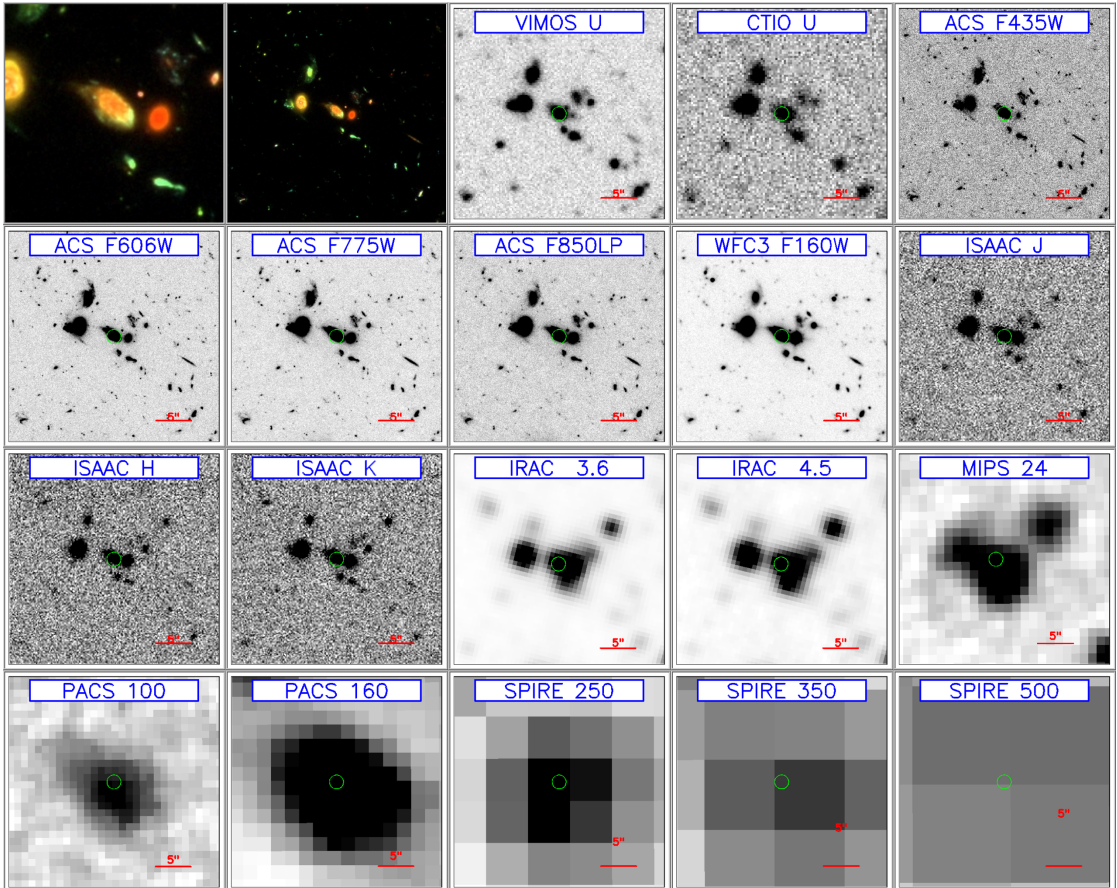 VIMOS U
CTIO U
ACS F435W
5"
5"
5"
ACS F606W
ACS F775W
ACS F850LP
WFC3 F160W
ISAAC J
5"
5"
5"
5"
5"
ISAAC H
ISAAC K
IRAC 3.6
IRAC 4.5
MIPS 24
5"
5"
5"
5"
5"
PACS 100
PACS 160
SPIRE 250
SPIRE 350
SPIRE 500
5"
5"
5"
5"
5"